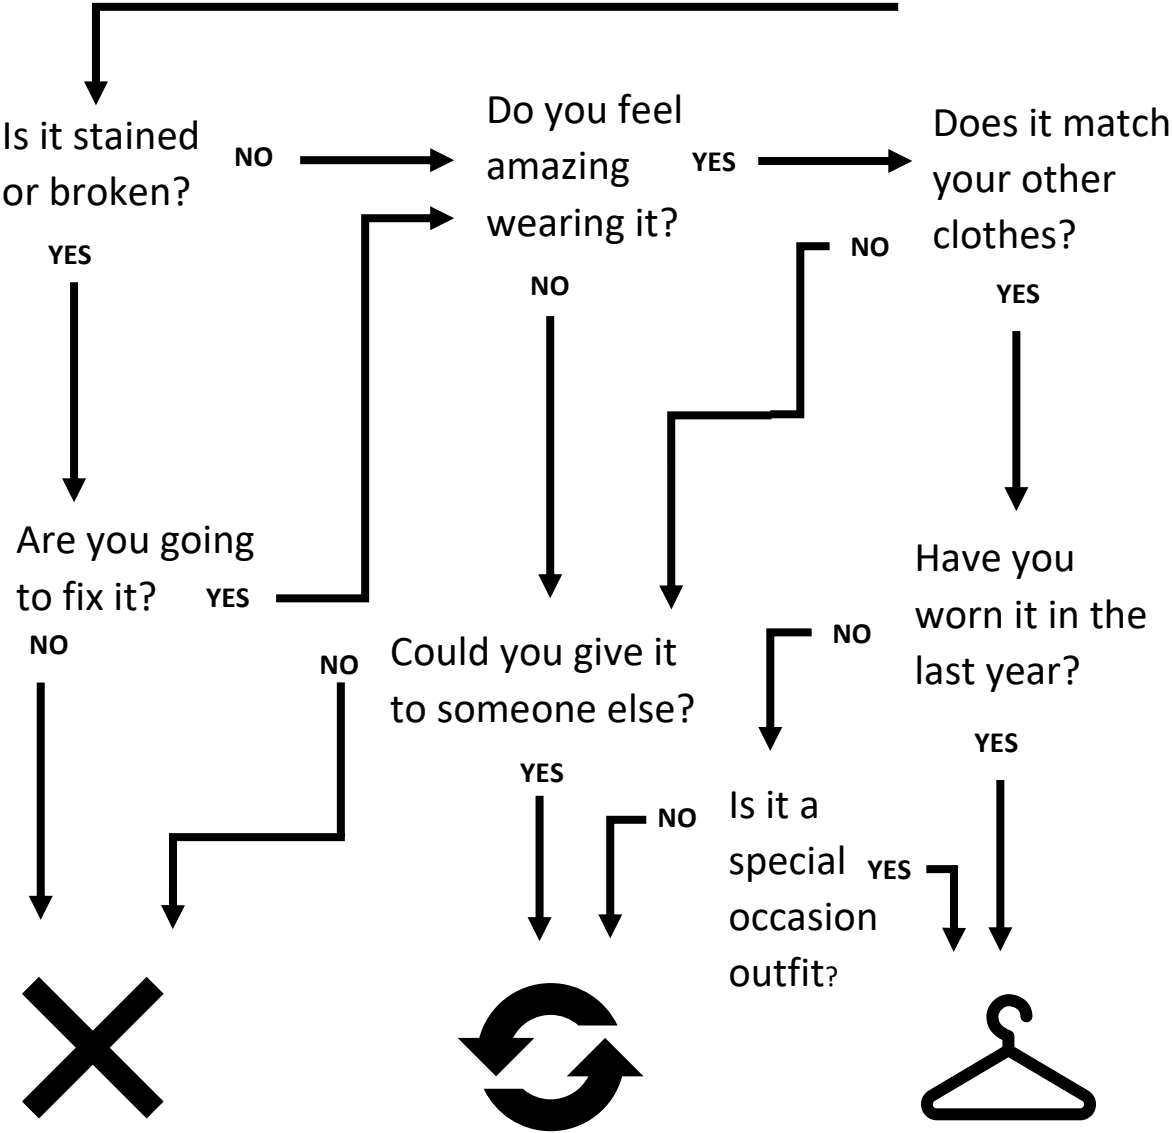 Is it stained
or broken?
NO
YES
Do you feel
amazing
wearing it?
YES
NO
Does it match
your other
clothes?
NO
YES
Are you going
to fix it?
YES
NO
Could you give it
to someone else?
NO
YES
Have you
worn it in the
last year?
NO
YES
Is it a
special
occasion
outfit?
NO
YES